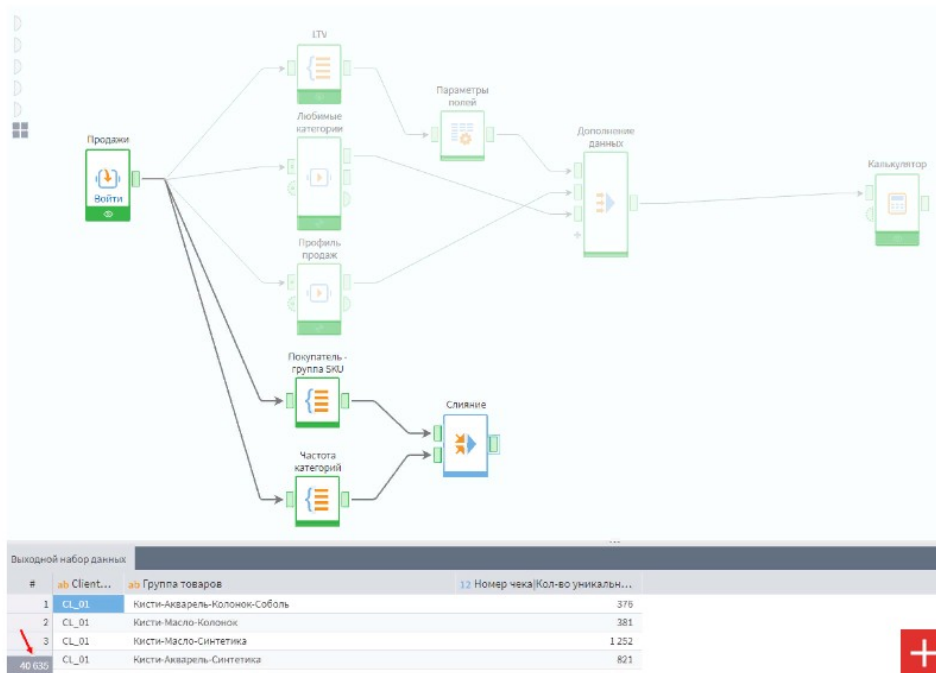 LTV
Параметры
полей
Любимые
категории
Дополнение
данных
Продажи
Войти
Калькулятор
Профиль
продаж
Покупатель -
группа SKU
Слияние
Частота
категорий
Выходной набор данных
# ab Client... ab Группа товаров 12 Номер чека|Кол-во уникальн...
1 CL_01 Кисти-Акварель-Колонок-Соболь 376
2 CL_01 Кисти-Масло-Колонок 381
3 CL_01 Кисти-Масло-Синтетика 1 252
40 635 CL_01 Кисти-Акварель-Синтетика 821